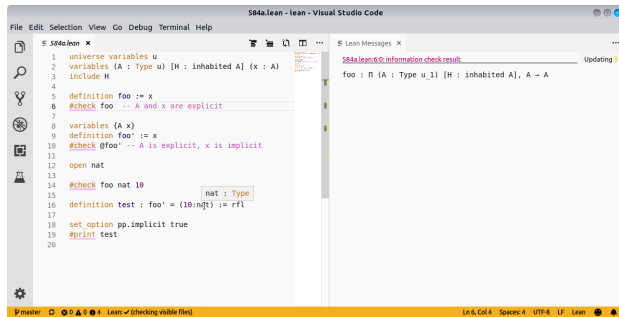 584a.lean - lean - Visual Studio Code
File Edit Selection View Go Debug Terminal Help
584a.lean ×
Lean Messages ×
1 universe variables u
2 variables (A : Type u) [H : inhabited A] (x : A)
3 include H
4
5 definition foo := x
6 #check foo -- A and x are explicit
7
8 variables {A x}
9 definition foo' := x
10 #check @foo' -- A is explicit, x is implicit
11
12 open nat
13
14 #check foo nat 10
15
nat : Type
16 definition test : foo' = (10:nat) := rfl
17
18 set_option pp.implicit true
19 #print test
20
584a.lean:6:0: information check result
Updating
foo : Π (A : Type u_1) [H : inhabited A], A → A
master 0 0 4 Lean: ✓ (checking visible files)
Ln 6, Col 4 Spaces: 4 UTF-8 LF Lean